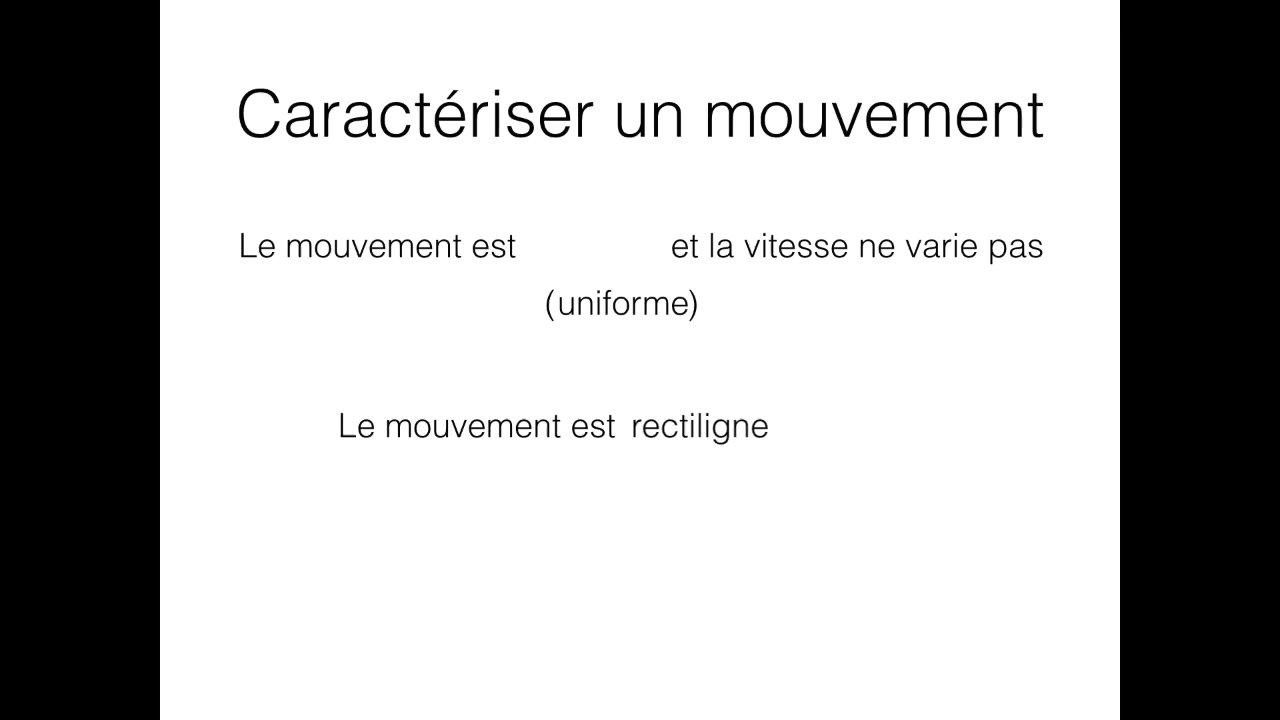 Caractériser un mouvement
Le mouvement est et la vitesse ne varie pas
(uniforme)
Le mouvement est rectiligne